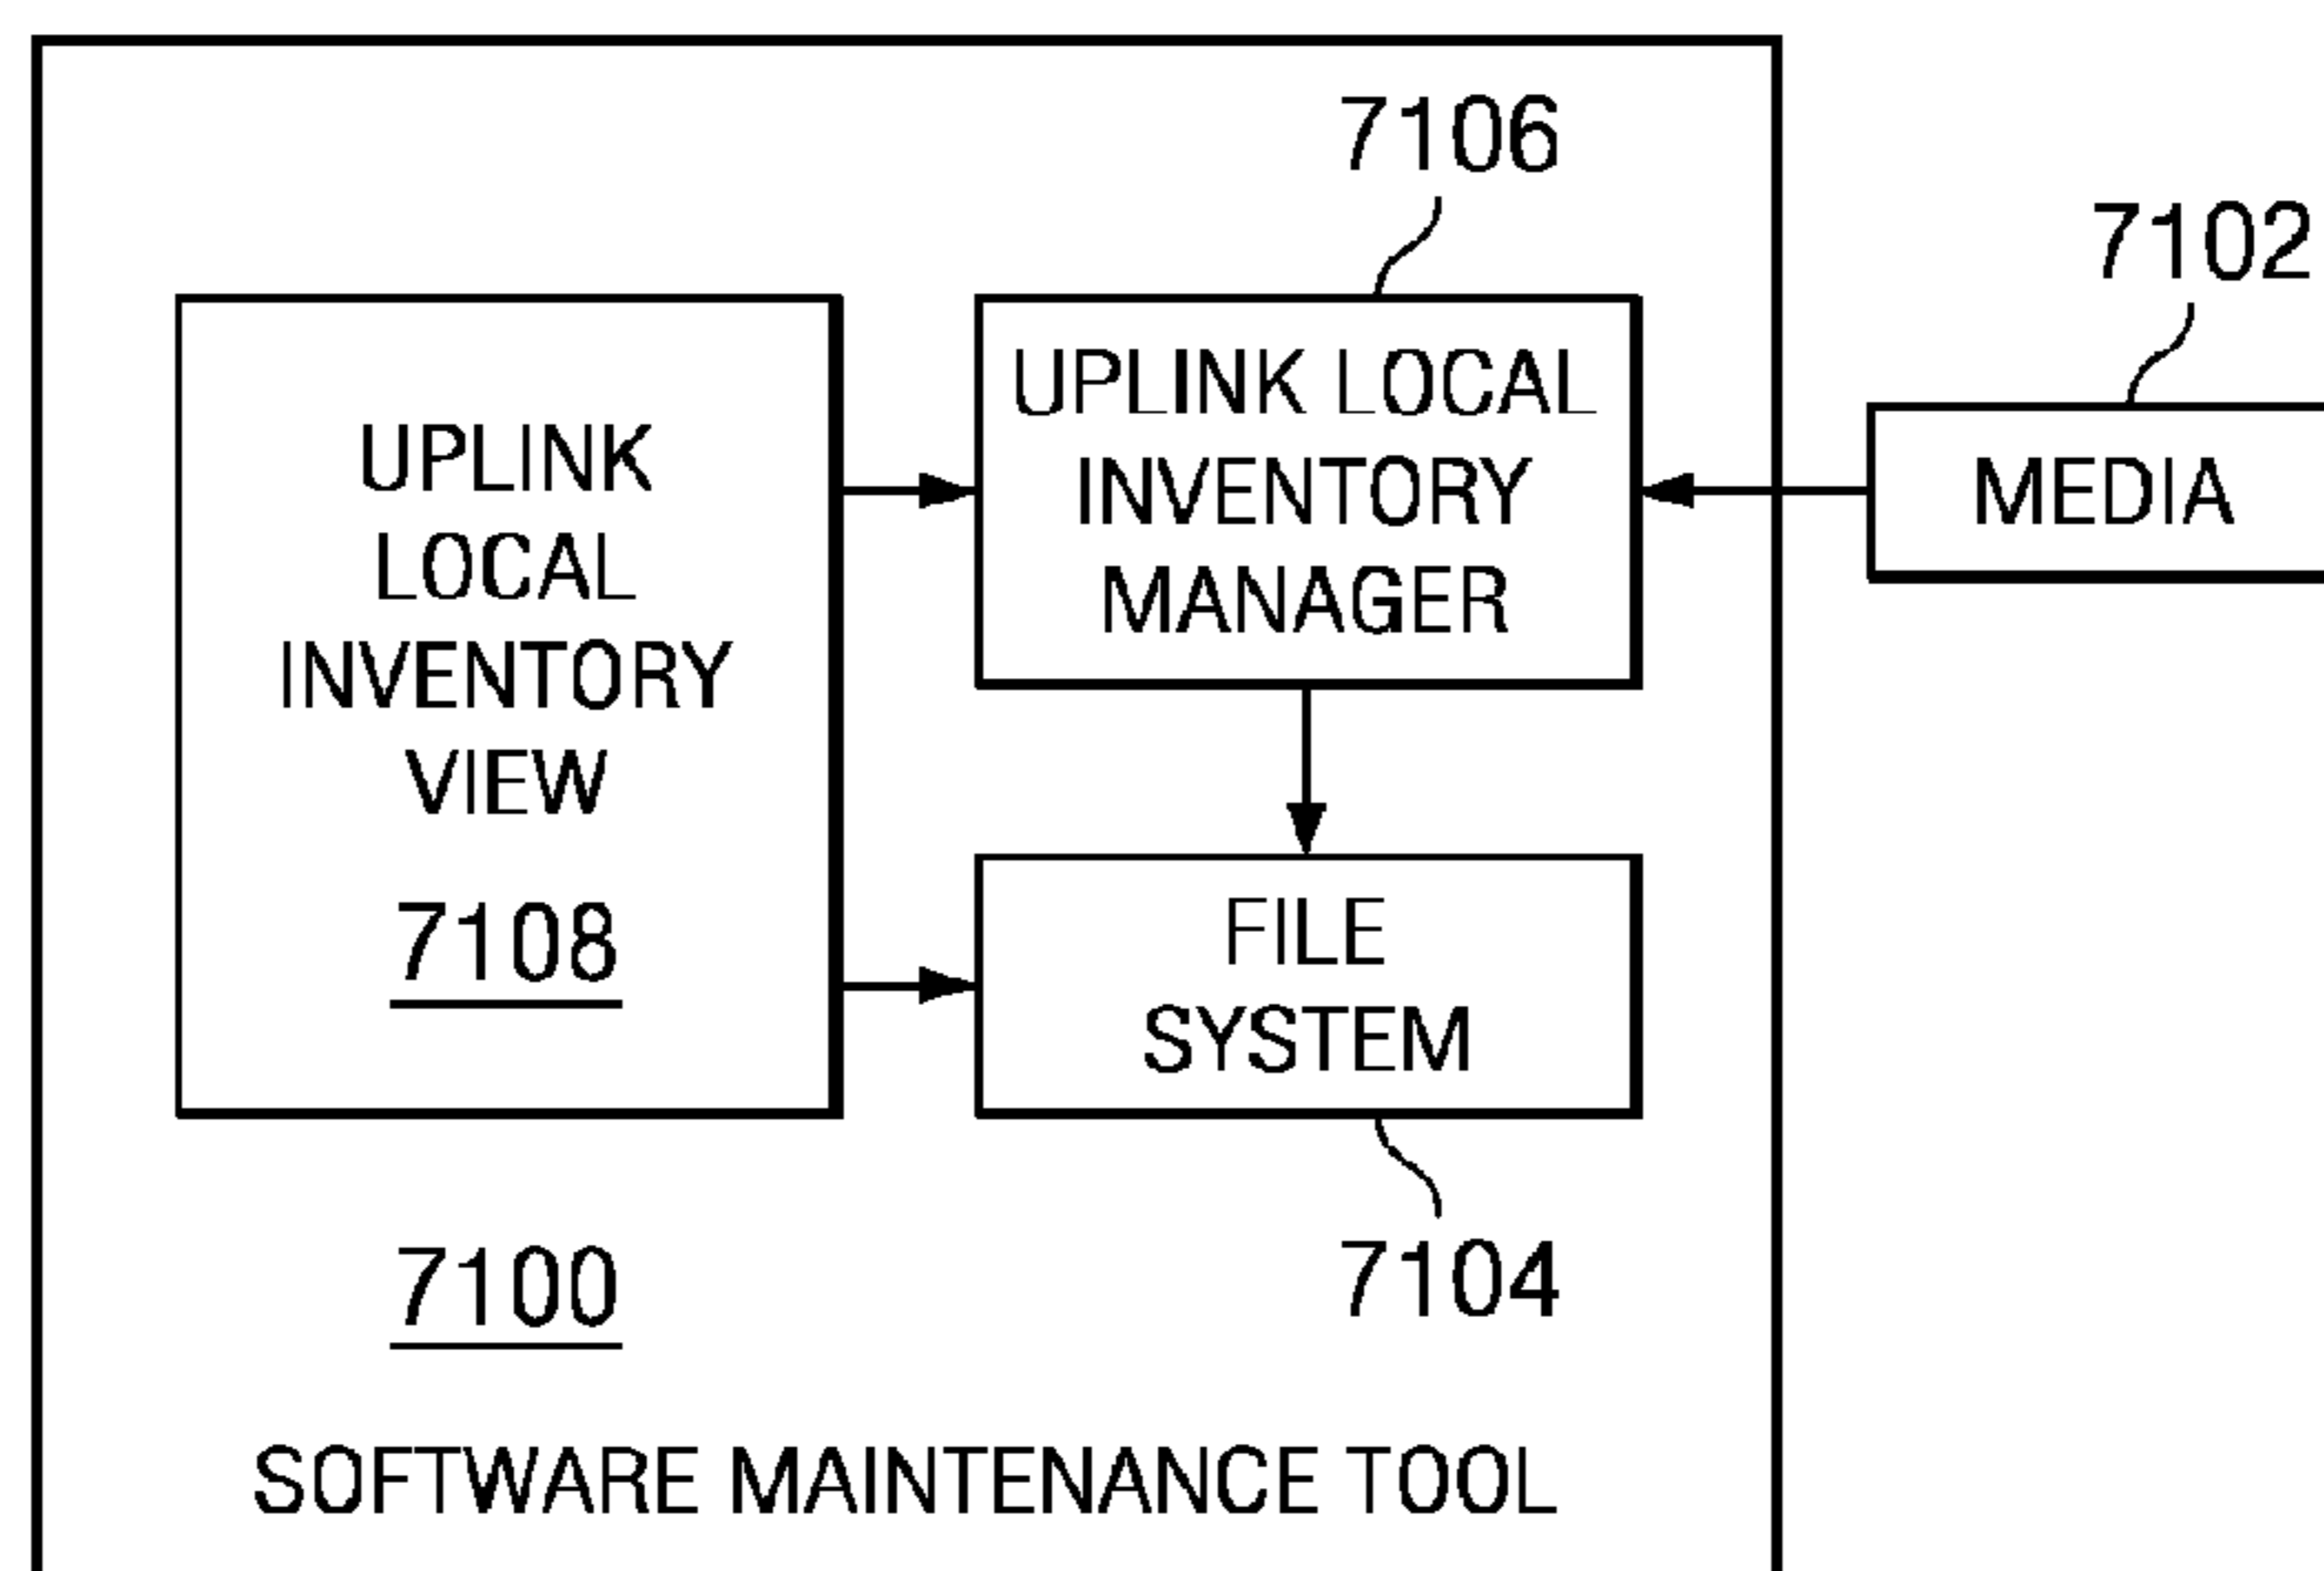 7106
7102
UPLINK
LOCAL
INVENTORY
VIEW
7108
UPLINK LOCAL
INVENTORY
MANAGER
MEDIA
FILE
SYSTEM
7104
7100
SOFTWARE MAINTENANCE TOOL